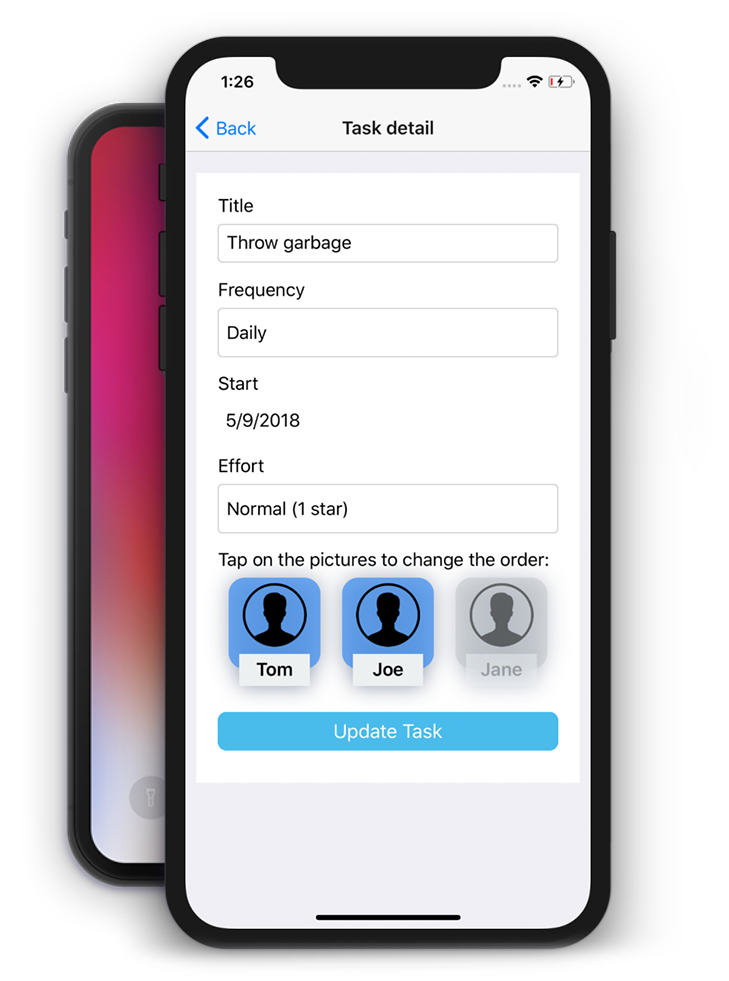 1:26
Back
Task detail
Title
Throw garbage
Frequency
Daily
Start
5/9/2018
Effort
Normal (1 star)
Tap on the pictures to change the order:
Tom
Joe
Jane
Update Task